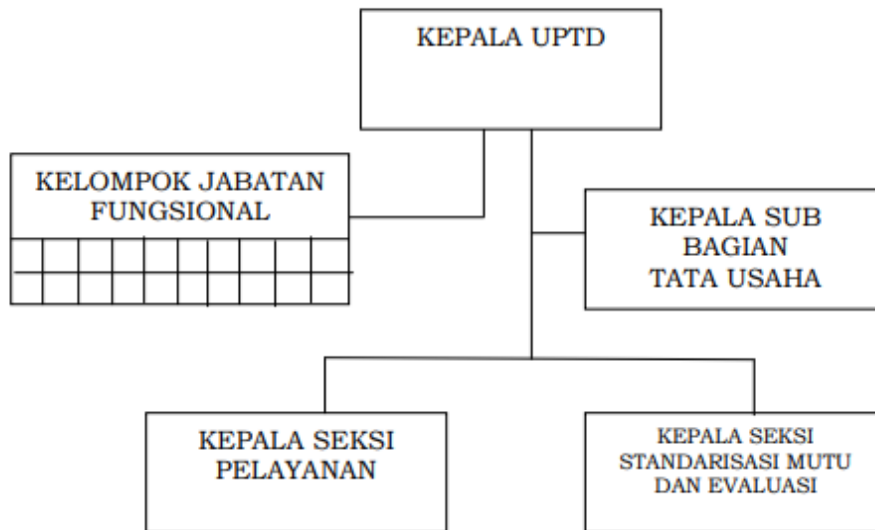 KEPALA UPTD
KELOMPOK JABATAN
FUNGSIONAL
KEPALA SUB
BAGIAN
TATA USAHA
KEPALA SEKSI
PELAYANAN
KEPALA SEKSI
STANDARISASI MUTU
DAN EVALUASI